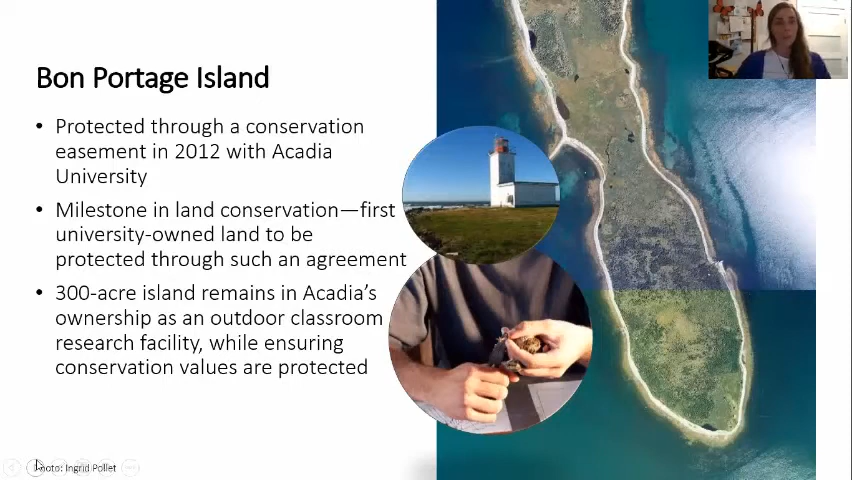 Bon Portage Island
• Protected through a conservation
easement in 2012 with Acadia
University
• Milestone in land conservation—first
university-owned land to be
protected through such an agreement
• 300-acre island remains in Acadia's
ownership as an outdoor classroom
research facility, while ensuring
conservation values are protected
Photo: Ingrid Pollet